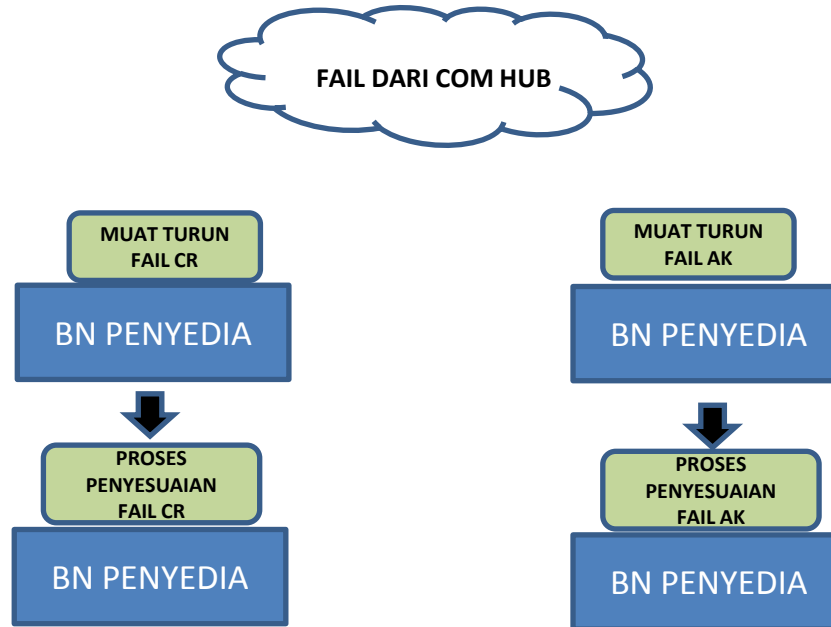 FAIL DARI COM HUB
MUAT TURUN
FAIL CR
BN PENYEDIA
PROSES
PENYESUAIAN
FAIL CR
BN PENYEDIA
MUAT TURUN
FAIL AK
BN PENYEDIA
PROSES
PENYESUAIAN
FAIL AK
BN PENYEDIA